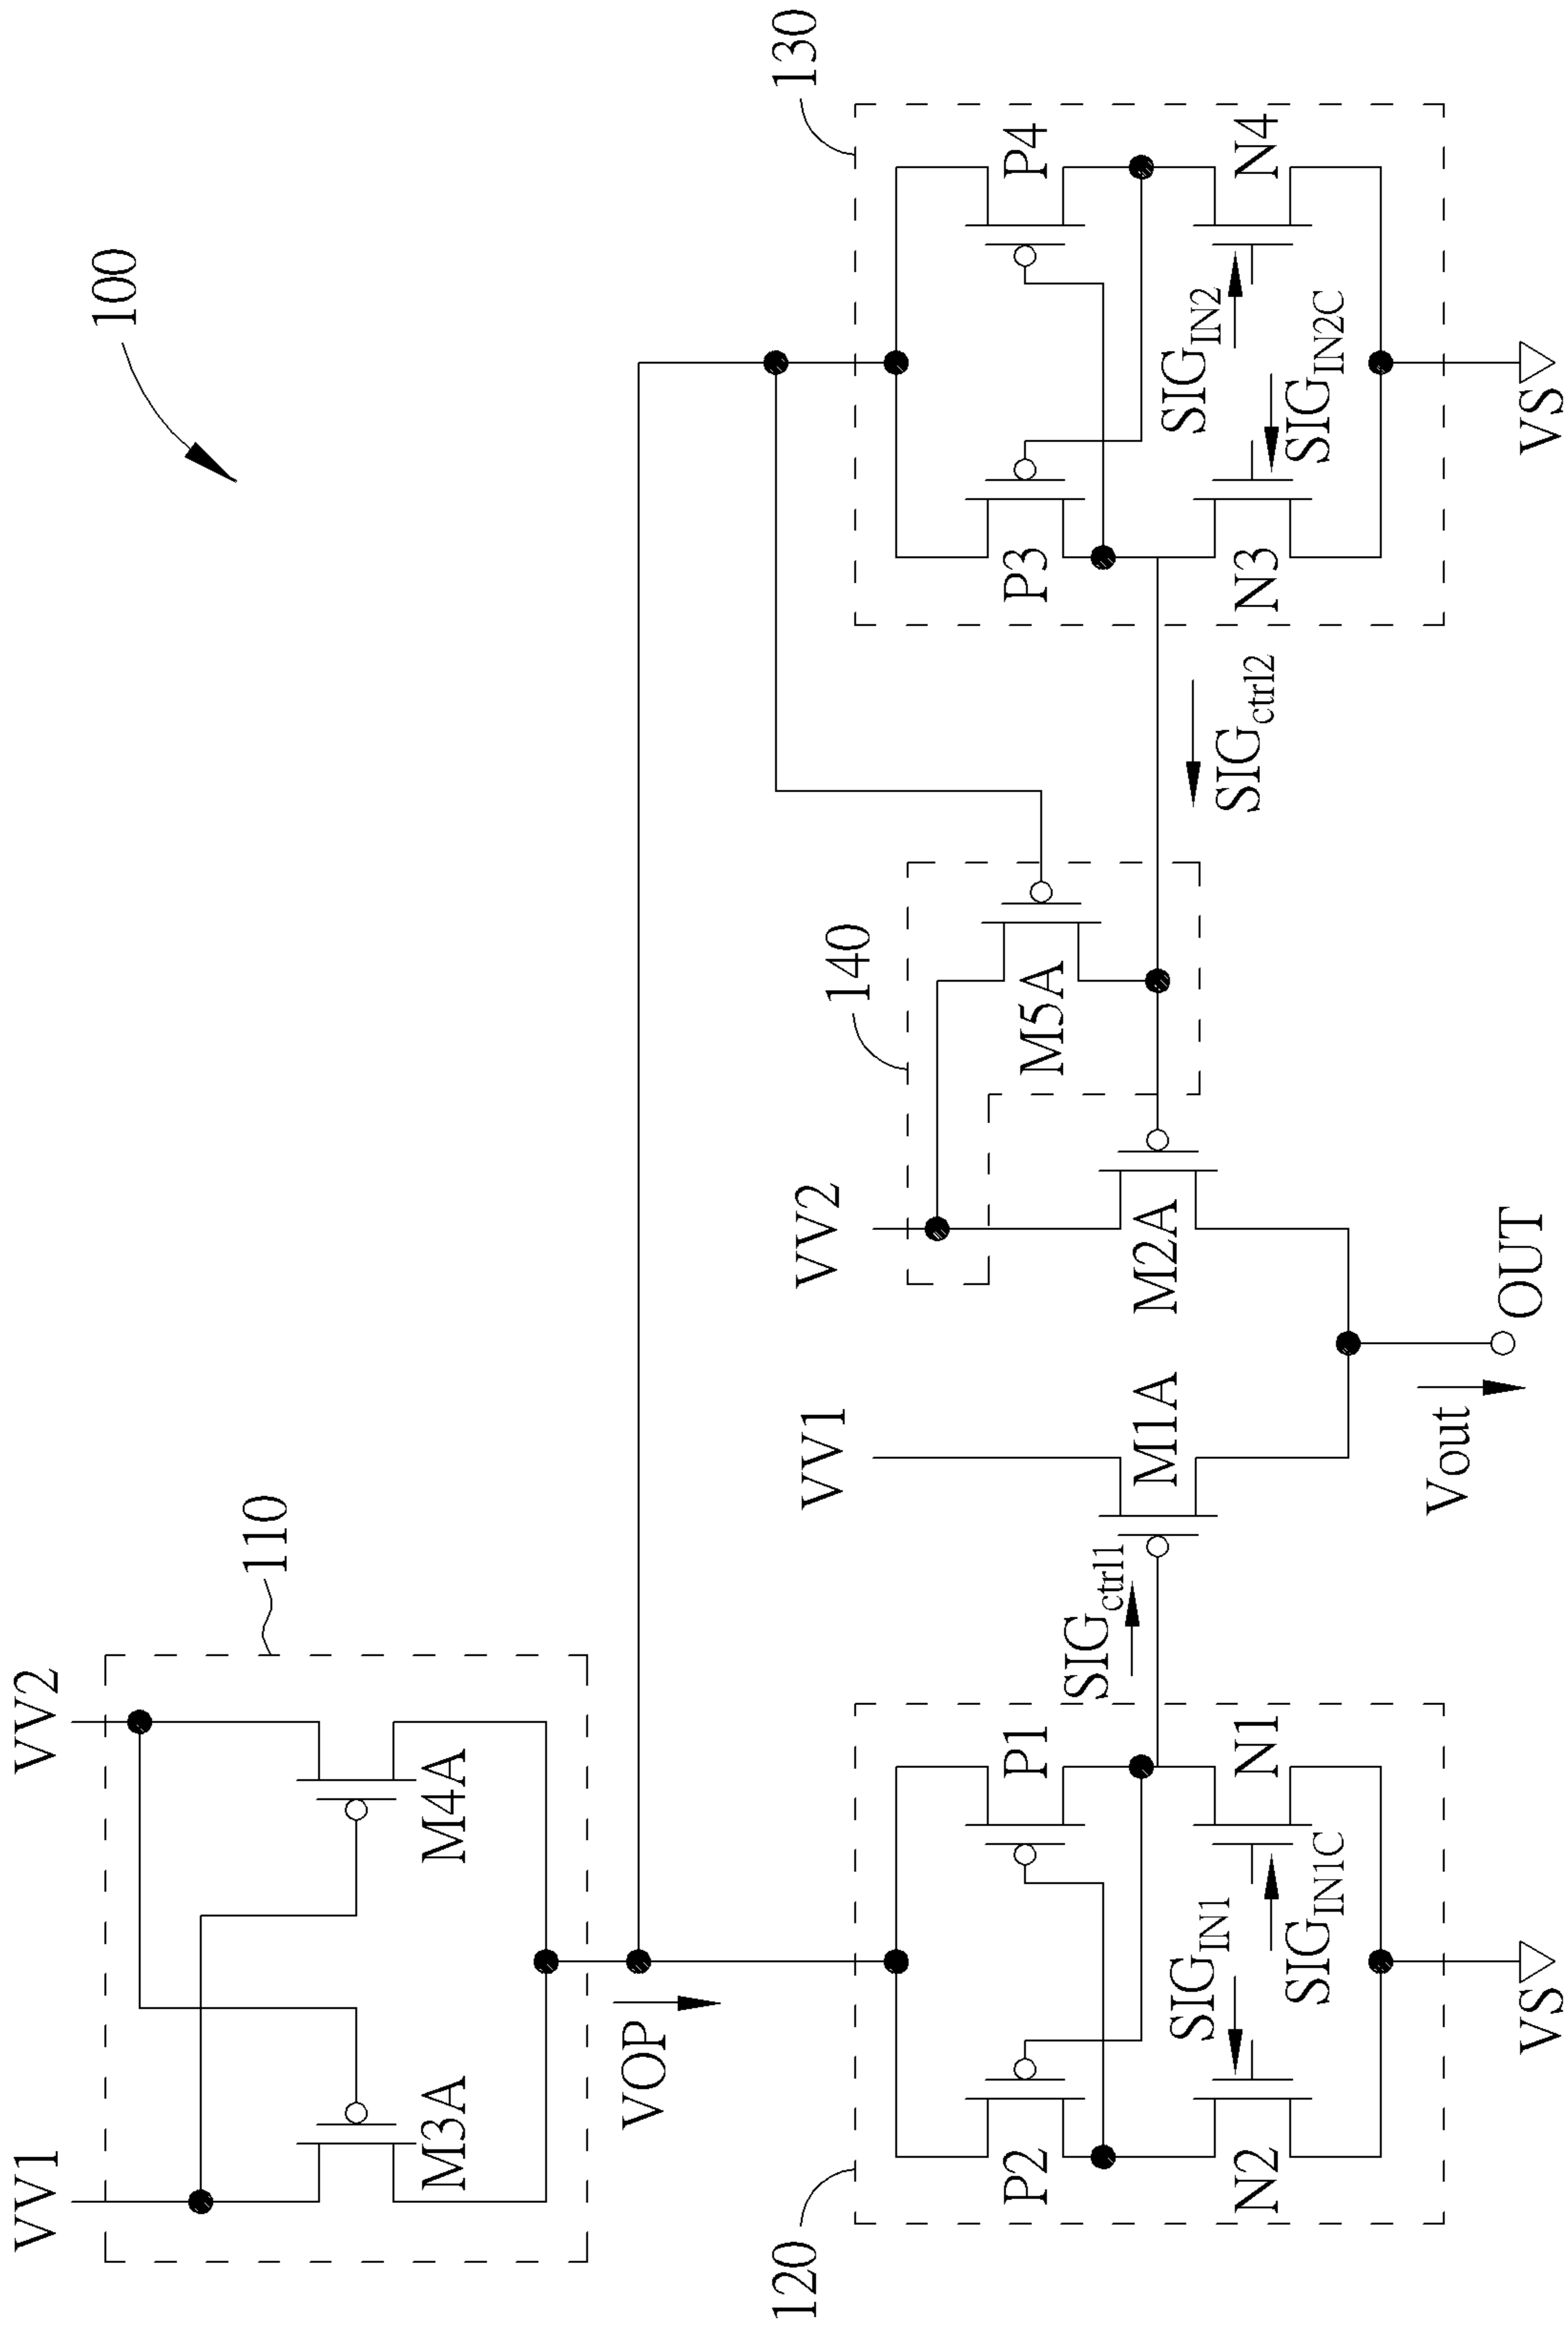 100
VV1
VV2
110
M3A
M4A
VOP
120
P2
P1
SIGctrl1
N2
SIGIN1
SIGIN1C
N1
VS
VV1
VV2
140
M5A
M1A
M2A
Vout
OUT
SIGctrl2
130
P3
P4
SIGIN2
N3
SIGIN2C
N4
VS